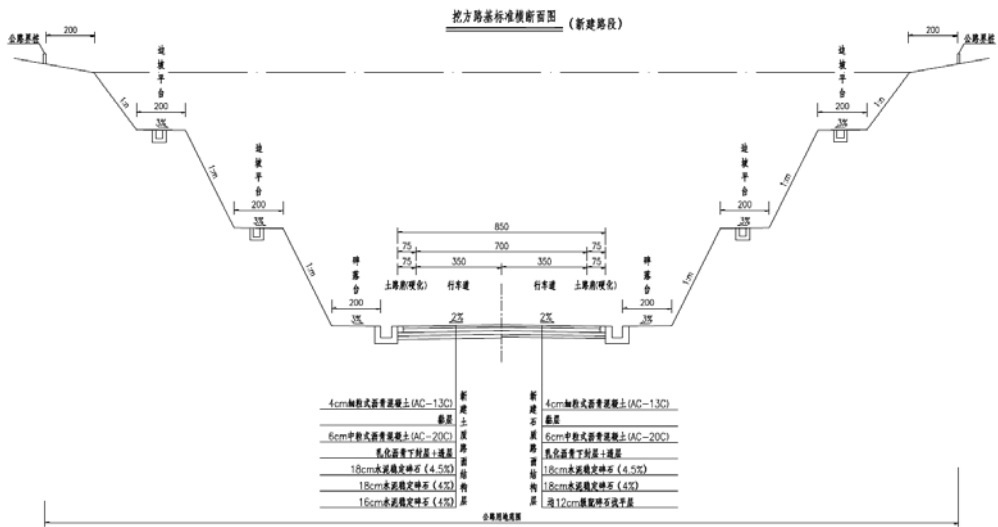 挖方路基标准横断面图
(新建路段)
200
200
公路界桩
公路界桩
边坡平台
边坡平台
1:n
200
200
1:n
3%
3%
边坡平台
边坡平台
1:m
1:m
200
200
3%
3%
850
75
700
75
75
350
350
75
1:m
碎落台
土路肩(硬化)
行车道
行车道
土路肩(硬化)
碎落台
1:m
200
200
3%
2%
2%
3%
新建土质路面结构层
新建石质路面结构层
4cm细粒式沥青混凝土(AC-13C)
4cm细粒式沥青混凝土(AC-13C)
黏层
黏层
6cm中粒式沥青混凝土(AC-20C)
6cm中粒式沥青混凝土(AC-20C)
乳化沥青下封层+透层
乳化沥青下封层+透层
18cm水泥稳定碎石(4.5%)
18cm水泥稳定碎石(4.5%)
18cm水泥稳定碎石(4%)
18cm水泥稳定碎石(4%)
16cm水泥稳定碎石(4%)
均12cm级配碎石找平层
公路用地范围